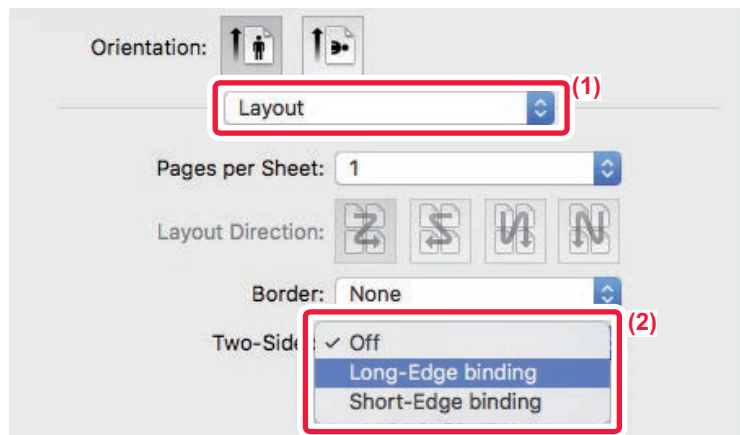 Orientation:
(1)
Layout
Pages per Sheet: 1
Layout Direction:
Border: None
(2)
Two-Side : ✓ Off
Long-Edge binding
Short-Edge binding